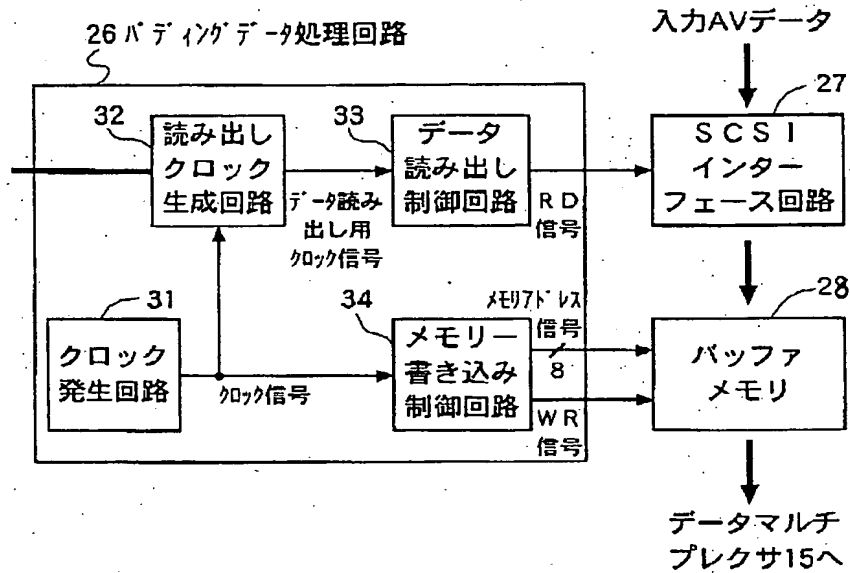 26 パディングデータ処理回路
入力AVデータ
32
読み出し
クロック
生成回路
33
データ
読み出し
制御回路
27
SCSI
インター
フェース回路
データ読み
出し用
クロック信号
RD
信号
31
クロック
発生回路
クロック信号
34
メモリー
書き込み
制御回路
メモリアドレス
信号
8
WR
信号
28
バッファ
メモリ
データマルチ
プレクサ15へ